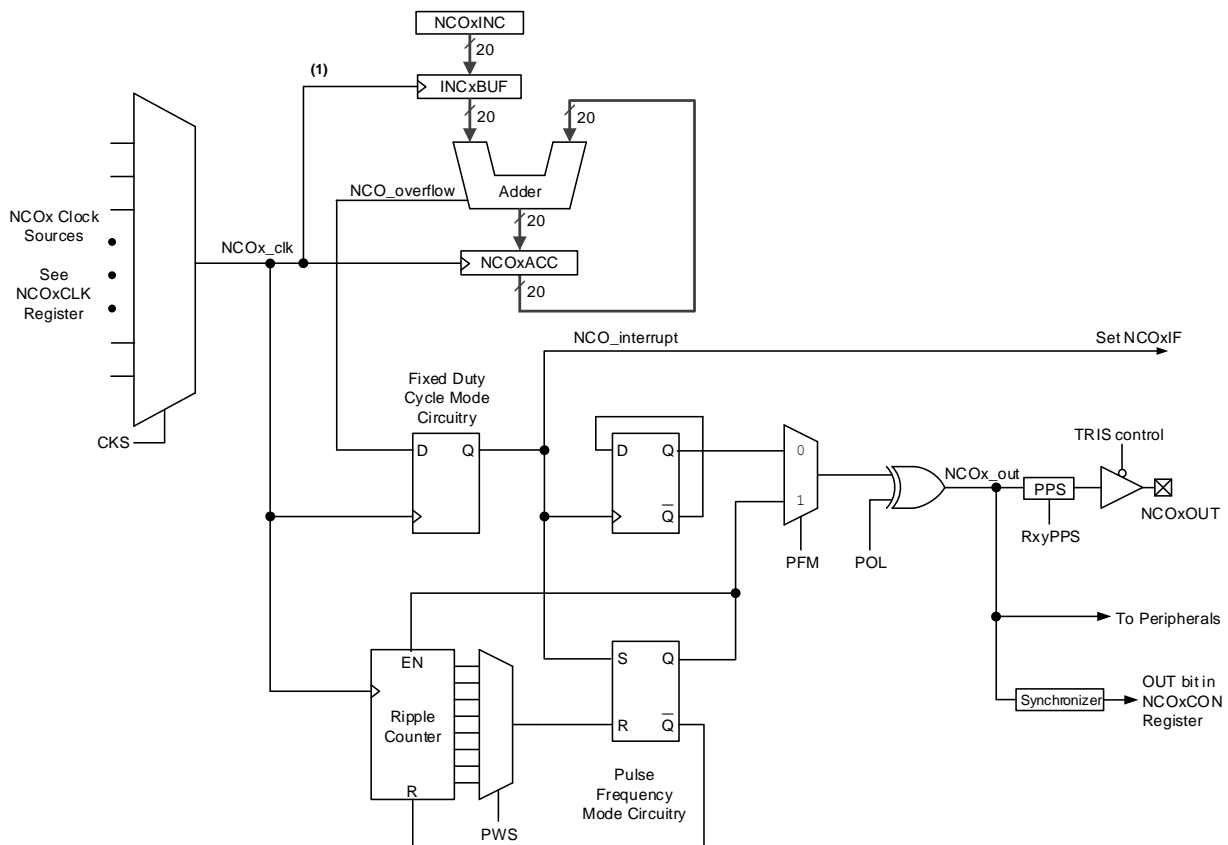 NCOxINC
20
(1)
INCxBUF
20
20
Adder
NCO_overflow
20
NCOx Clock
Sources
See
NCOxCLK
Register
NCOx_clk
NCOxACC
20
NCO_interrupt
Set NCOxIF
Fixed Duty
Cycle Mode
Circuitry
CKS
D
Q
D
Q
Q
0
1
PFM
POL
NCOx_out
TRIS control
PPS
RxyPPS
NCOxOUT
To Peripherals
EN
Ripple
Counter
R
PWS
S
Q
R
Q
Pulse
Frequency
Mode Circuitry
Synchronizer
OUT bit in
NCOxCON
Register